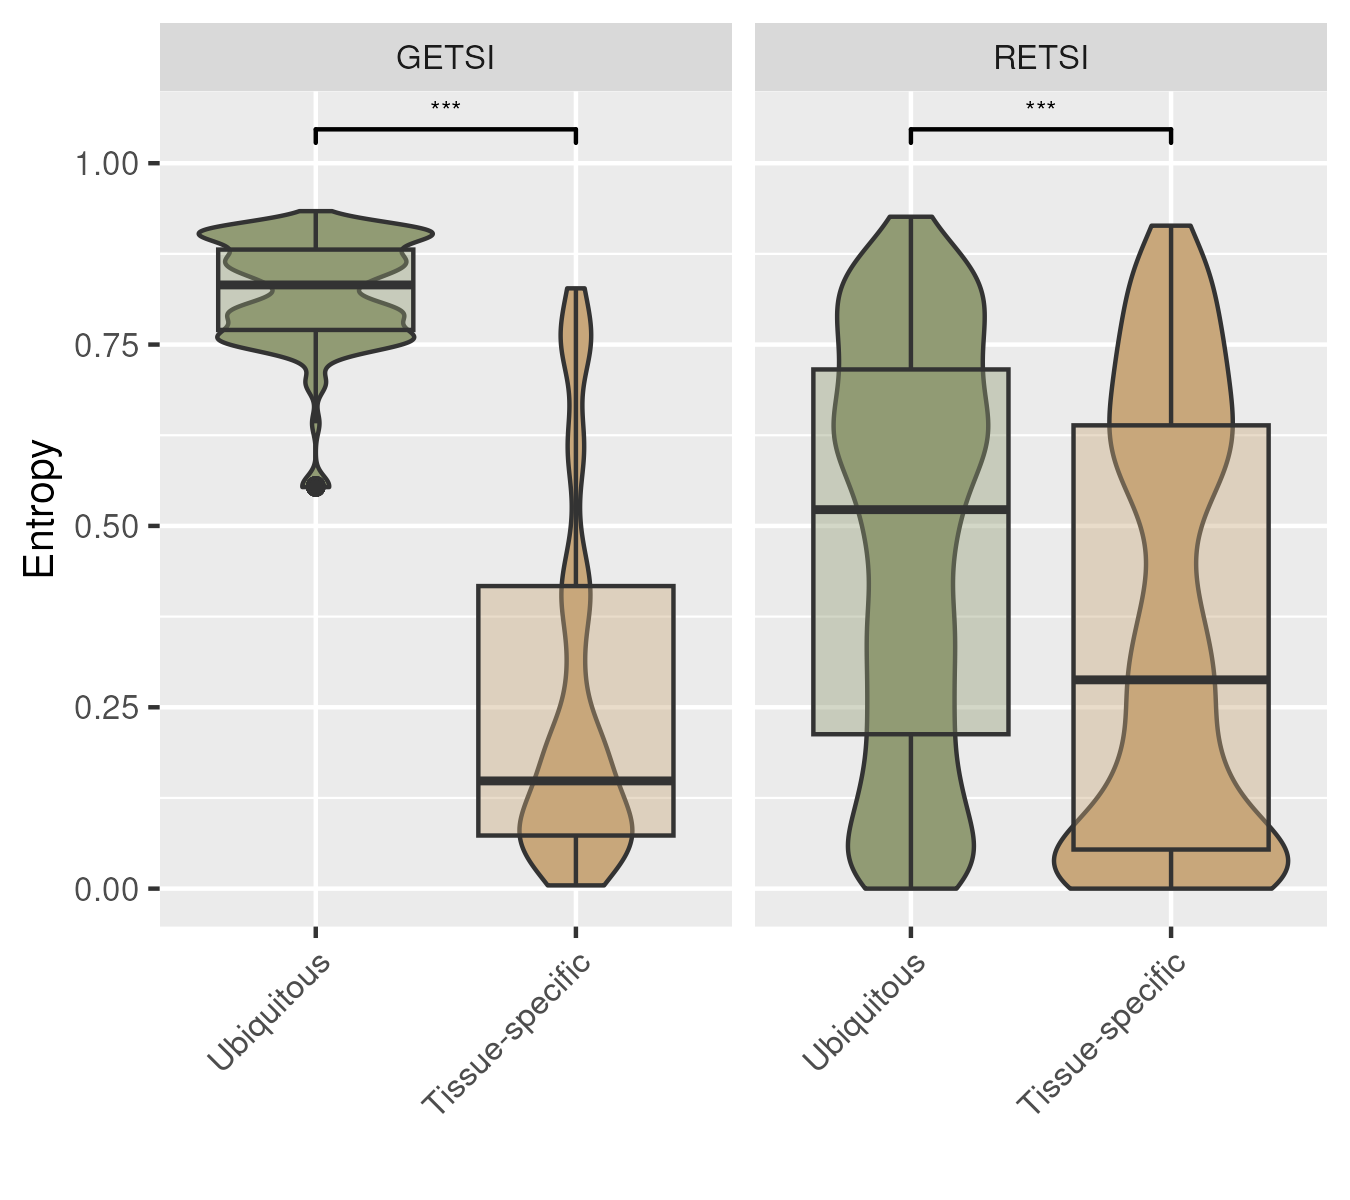 GETSI
RETSI
***
***
1.00
0.75
0.50
0.25
0.00
Entropy
Ubiquitous
Tissue-specific
Ubiquitous
Tissue-specific